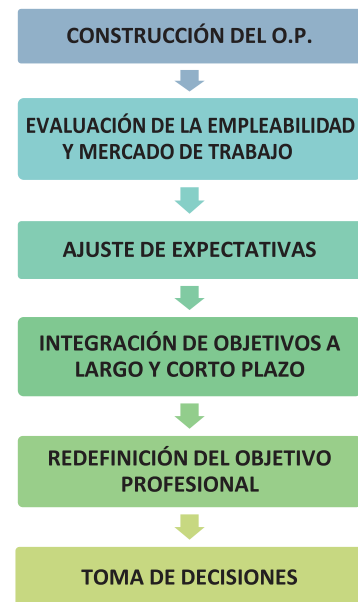 CONSTRUCCIÓN DEL O.P.
EVALUACIÓN DE LA EMPLEABILIDAD
Y MERCADO DE TRABAJO
AJUSTE DE EXPECTATIVAS
INTEGRACIÓN DE OBJETIVOS A
LARGO Y CORTO PLAZO
REDEFINICIÓN DEL OBJETIVO
PROFESIONAL
TOMA DE DECISIONES